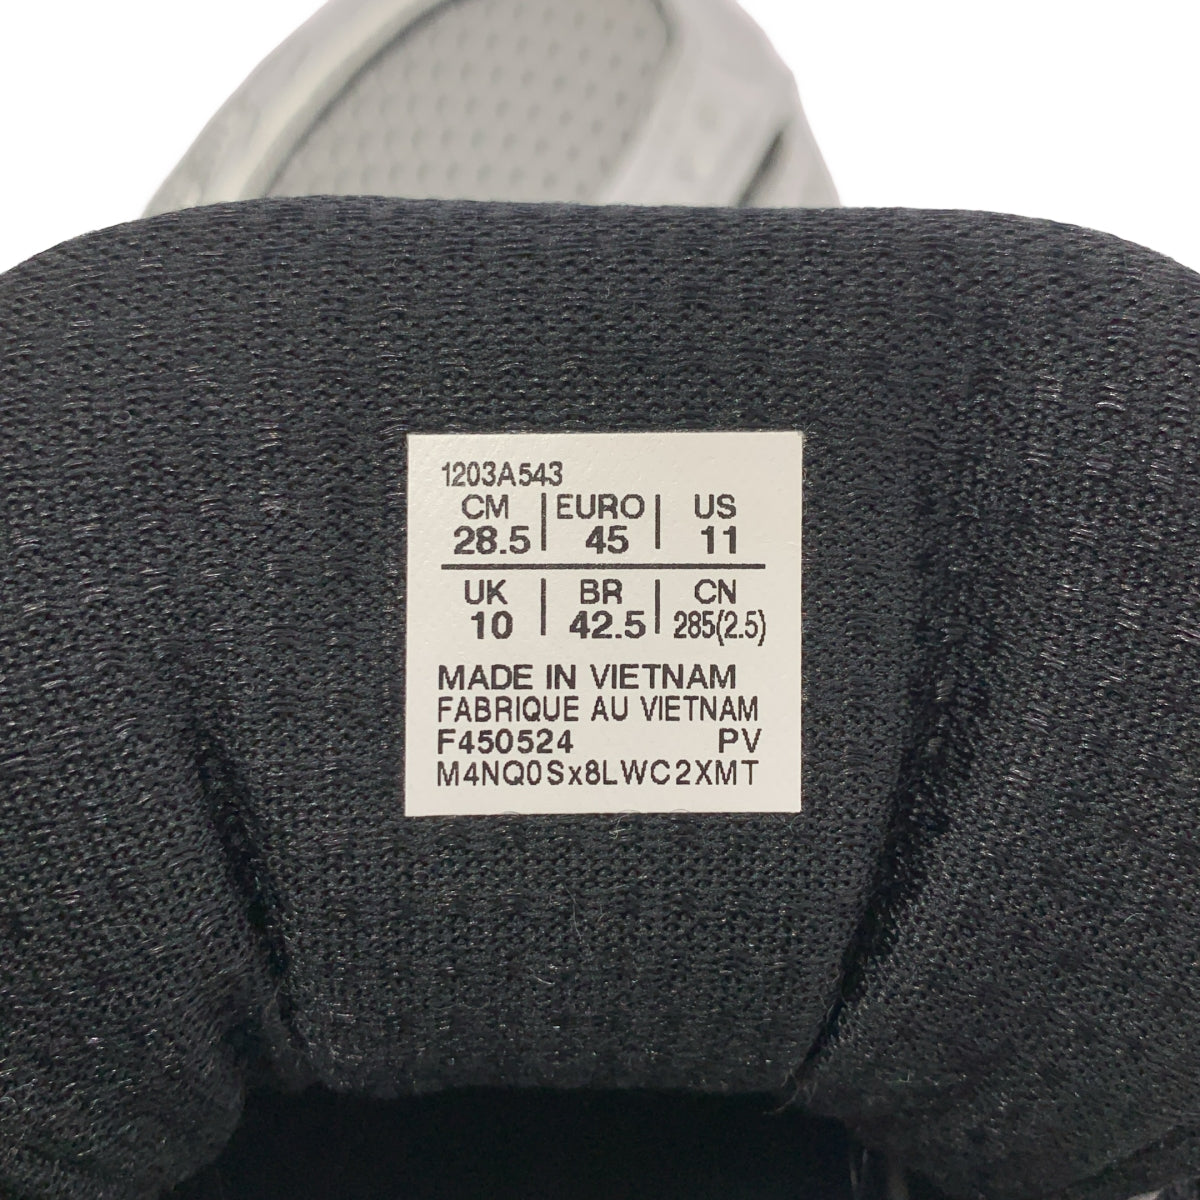 1203A543
CM | EURO | US
28.5 | 45 | 11
UK | BR | CN
10 | 42.5 | 285(2.5)
MADE IN VIETNAM
FABRIQUE AU VIETNAM
F450524 PV
M4NQ0Sx8LWC2XMT